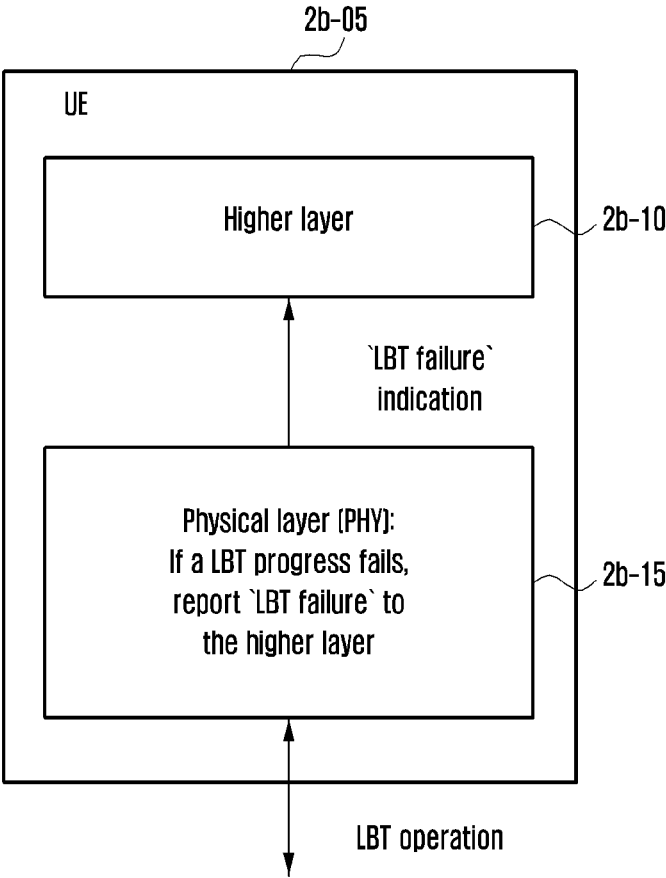 2b-05
UE
Higher layer
2b-10
`LBT failure`
indication
Physical layer (PHY):
If a LBT progress fails,
report `LBT failure` to
the higher layer
2b-15
LBT operation